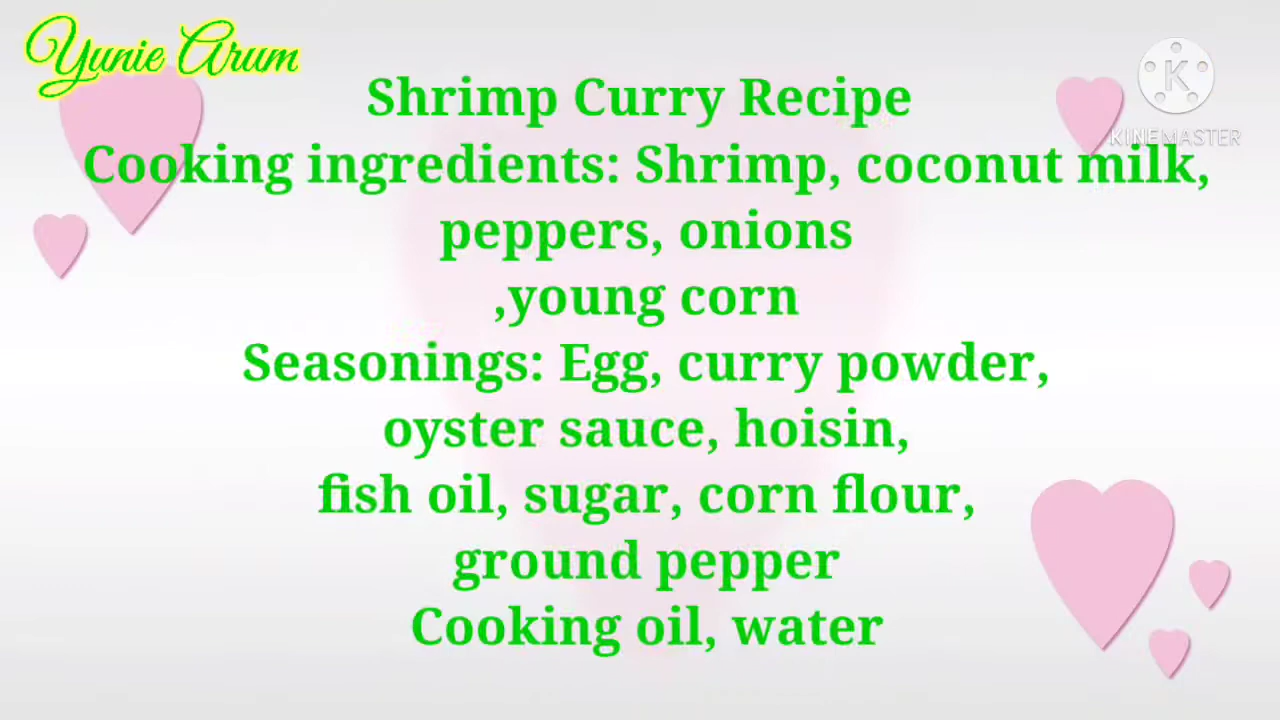 Yunie Arum
Shrimp Curry Recipe
KINEMASTER
Cooking ingredients: Shrimp, coconut milk,
peppers, onions
,young corn
Seasonings: Egg, curry powder,
oyster sauce, hoisin,
fish oil, sugar, corn flour,
ground pepper
Cooking oil, water